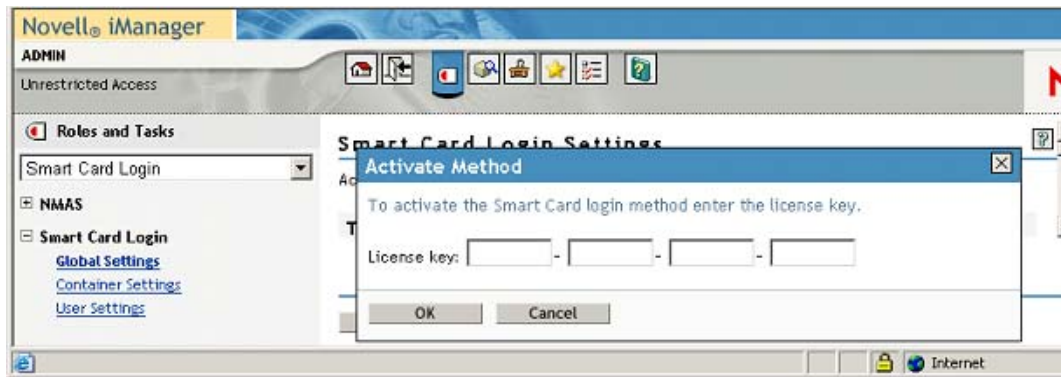 Novell® iManager
ADMIN
Unrestricted Access
Roles and Tasks
Smart Card Login
NMAS
Smart Card Login
Global Settings
Container Settings
User Settings
Smart Card Login Settings
Activate Method
To activate the Smart Card login method enter the license key.
License key: - - -
OK Cancel
Internet